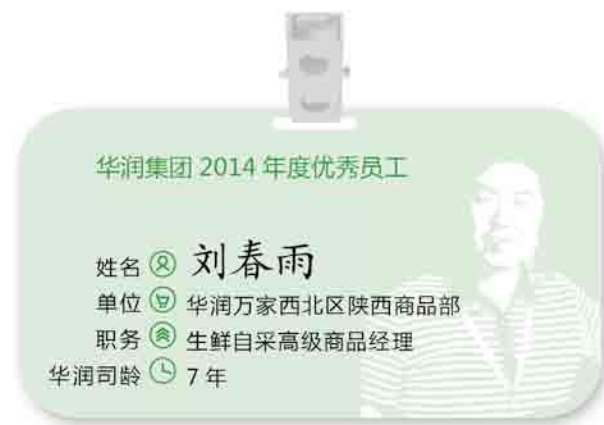 华润集团 2014 年度优秀员工
姓名 刘春雨
单位 华润万家西北区陕西商品部
职务 生鲜自采高级商品经理
华润司龄 7 年